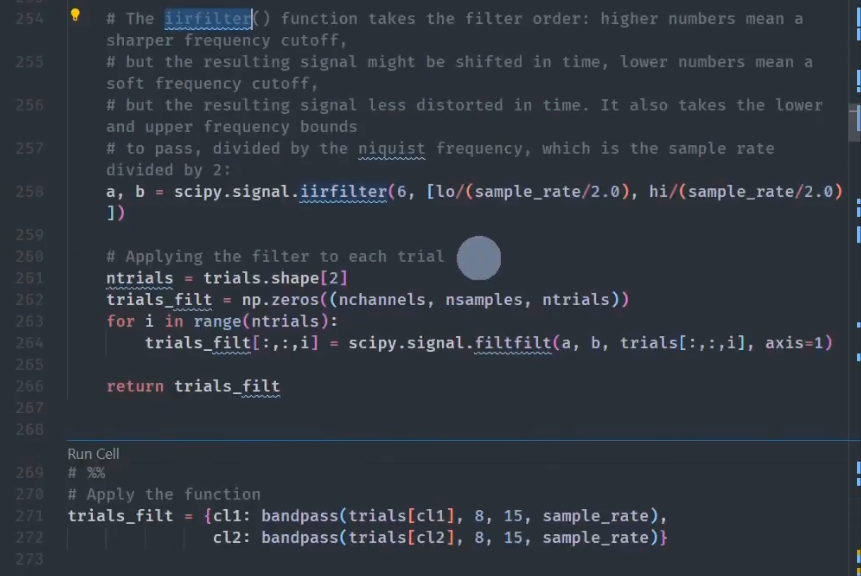 254 # The iirfilter() function takes the filter order: higher numbers mean a
sharper frequency cutoff,
255 # but the resulting signal might be shifted in time, lower numbers mean a
soft frequency cutoff,
256 # but the resulting signal less distorted in time. It also takes the lower
and upper frequency bounds
257 # to pass, divided by the niquist frequency, which is the sample rate
divided by 2:
258 a, b = scipy.signal.iirfilter(6, [lo/(sample_rate/2.0), hi/(sample_rate/2.0)
])
259
260 # Applying the filter to each trial
261 ntrials = trials.shape[2]
262 trials_filt = np.zeros((nchannels, nsamples, ntrials))
263 for i in range(ntrials):
264 trials_filt[:,:,i] = scipy.signal.filtfilt(a, b, trials[:,:,i], axis=1)
265
266 return trials_filt
267
268
Run Cell
269 # %%
270 # Apply the function
271 trials_filt = {cl1: bandpass(trials[cl1], 8, 15, sample_rate),
272 cl2: bandpass(trials[cl2], 8, 15, sample_rate)}
273